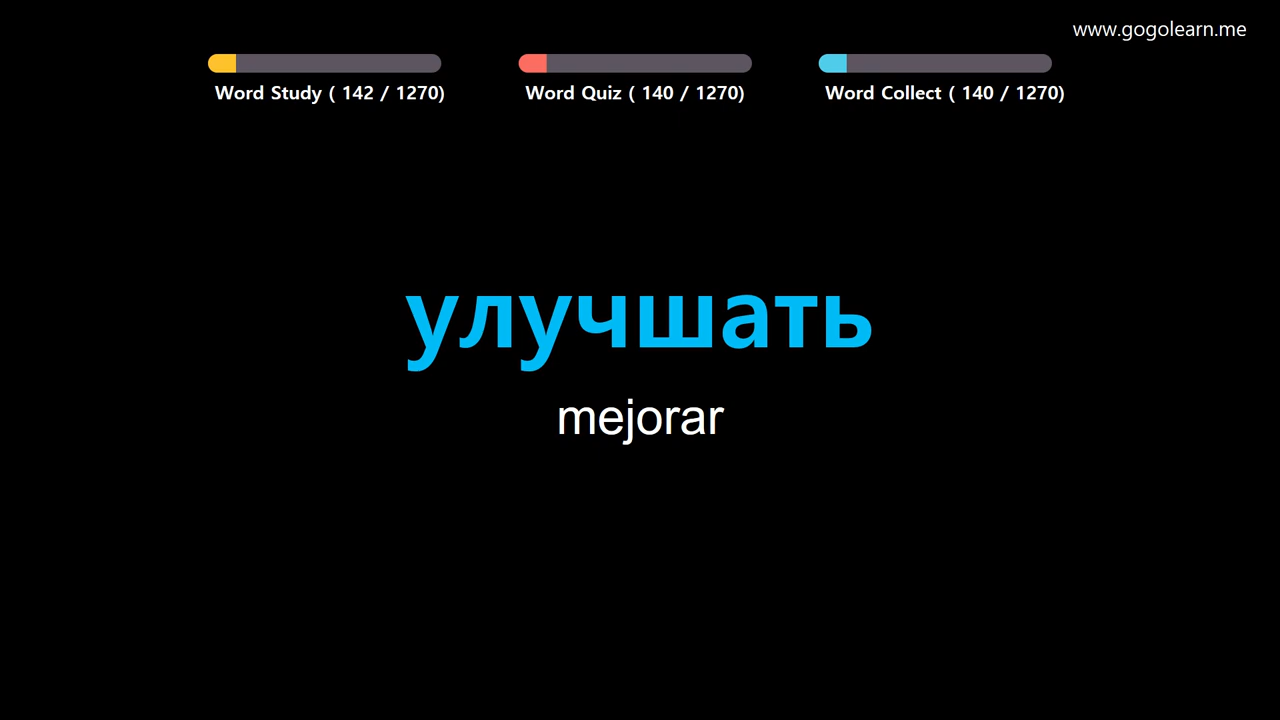 www.gogolearn.me
Word Study ( 142 / 1270)
Word Quiz ( 140 / 1270)
Word Collect ( 140 / 1270)
улучшать
mejorar